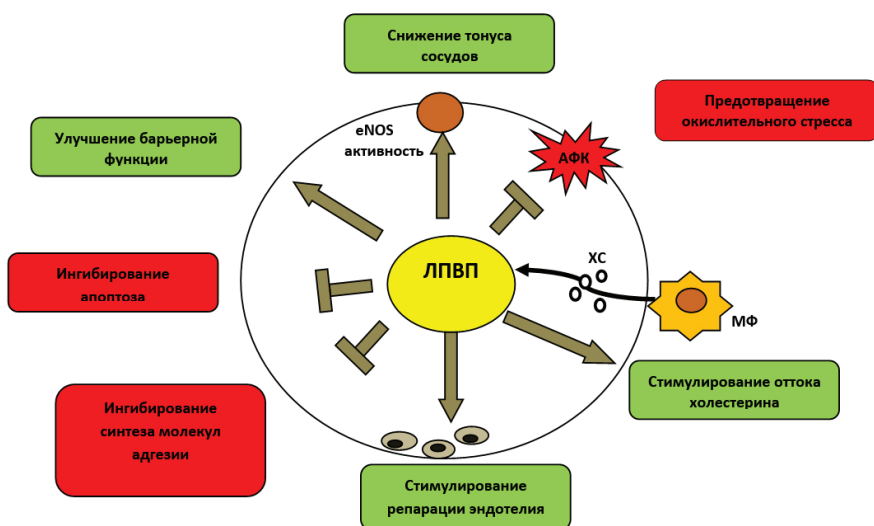 Снижение тонуса
сосудов
Предотвращение
окислительного стресса
Улучшение барьерной
функции
eNOS
активность
АФК
ХС
ЛПВП
Ингибирование
апоптоза
МФ
Стимулирование оттока
холестерина
Ингибирование
синтеза молекул
адгезии
Стимулирование
репарации эндотелия